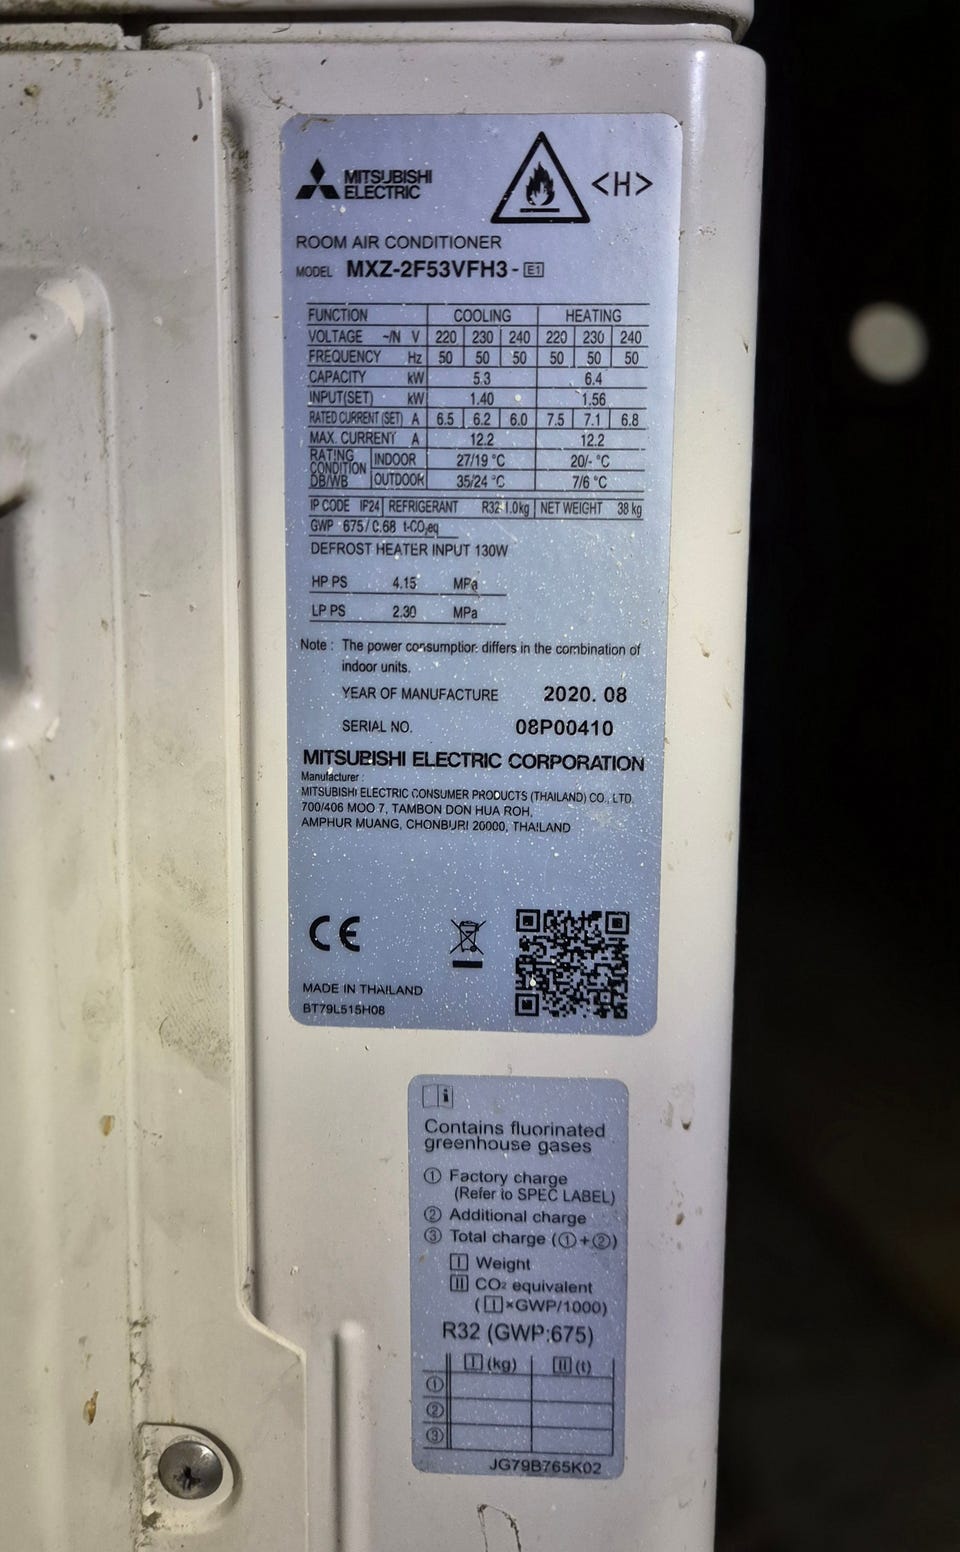 MITSUBISHI
ELECTRIC
<H>
ROOM AIR CONDITIONER
MODEL MXZ-2F53VFH3 - E1
FUNCTION COOLING HEATING
VOLTAGE ~/N V 220 230 240 220 230 240
FREQUENCY Hz 50 50 50 50 50 50
CAPACITY kW 5.3 6.4
INPUT(SET) kW 1.40 1.56
RATED CURRENT (SET) A 6.5 6.2 6.0 7.5 7.1 6.8
MAX. CURRENT A 12.2 12.2
RATING CONDITION DB/WB INDOOR 27/19 °C 20/- °C
OUTDOOR 35/24 °C 7/6 °C
IP CODE IP24 REFRIGERANT R32 1.0kg NET WEIGHT 38 kg
GWP 675 / 0.68 t-CO₂eq
DEFROST HEATER INPUT 130W
HP PS 4.15 MPa
LP PS 2.30 MPa
Note : The power consumption differs in the combination of
indoor units.
YEAR OF MANUFACTURE 2020. 08
SERIAL NO. 08P00410
MITSUBISHI ELECTRIC CORPORATION
Manufacturer :
MITSUBISHI ELECTRIC CONSUMER PRODUCTS (THAILAND) CO., LTD.
700/406 MOO 7, TAMBON DON HUA ROH,
AMPHUR MUANG, CHONBURI 20000, THAILAND
CE
MADE IN THAILAND
BT79L515H08
i
Contains fluorinated
greenhouse gases
① Factory charge
(Refer to SPEC LABEL)
② Additional charge
③ Total charge (①+②)
I Weight
II CO₂ equivalent
( I ×GWP/1000)
R32 (GWP:675)
I (kg) II (t)
①
②
③
JG79B765K02